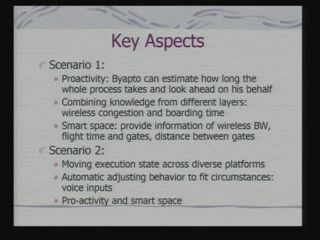 Key Aspects
Scenario 1:
Proactivity: Byapto can estimate how long the
whole process takes and look ahead on his behalf
Combining knowledge from different layers:
wireless congestion and boarding time
Smart space: provide information of wireless BW,
flight time and gates, distance between gates
Scenario 2:
Moving execution state across diverse platforms
Automatic adjusting behavior to fit circumstances:
voice inputs
Pro-activity and smart space